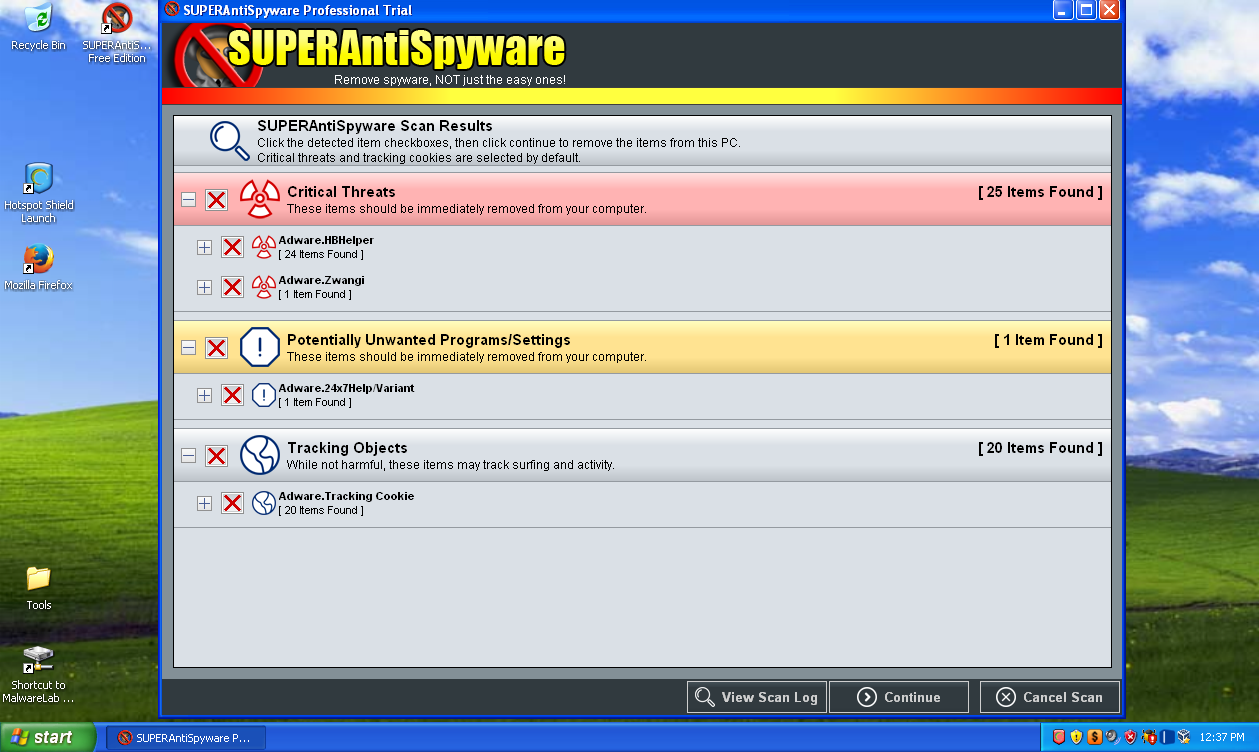 Recycle Bin
SUPERAntiS...
Free Edition
Hotspot Shield
Launch
Mozilla Firefox
Tools
Shortcut to
MalwareLab ...
SUPERAntiSpyware Professional Trial
SUPERAntiSpyware
Remove spyware, NOT just the easy ones!
SUPERAntiSpyware Scan Results
Click the detected item checkboxes, then click continue to remove the items from this PC.
Critical threats and tracking cookies are selected by default.
Critical Threats [ 25 Items Found ]
These items should be immediately removed from your computer.
Adware.HBHelper
[ 24 Items Found ]
Adware.Zwangi
[ 1 Item Found ]
Potentially Unwanted Programs/Settings [ 1 Item Found ]
These items should be immediately removed from your computer.
Adware.24x7Help/Variant
[ 1 Item Found ]
Tracking Objects [ 20 Items Found ]
While not harmful, these items may track surfing and activity.
Adware.Tracking Cookie
[ 20 Items Found ]
View Scan Log Continue Cancel Scan
start SUPERAntiSpyware P... 12:37 PM